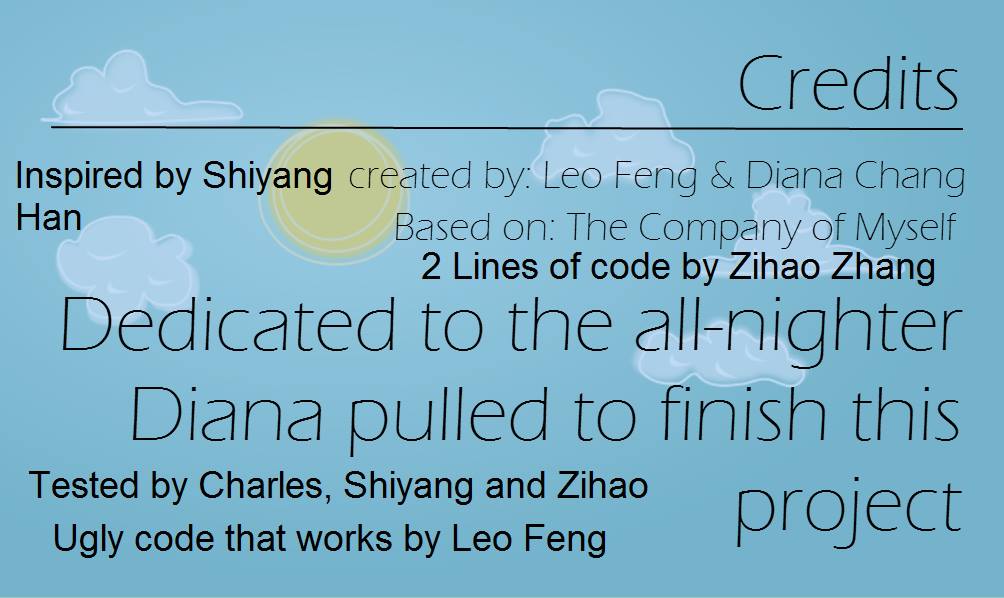 Credits
Inspired by Shiyang
Han
created by: Leo Feng & Diana Chang
Based on: The Company of Myself
2 Lines of code by Zihao Zhang
Dedicated to the all-nighter
Diana pulled to finish this
project
Tested by Charles, Shiyang and Zihao
Ugly code that works by Leo Feng